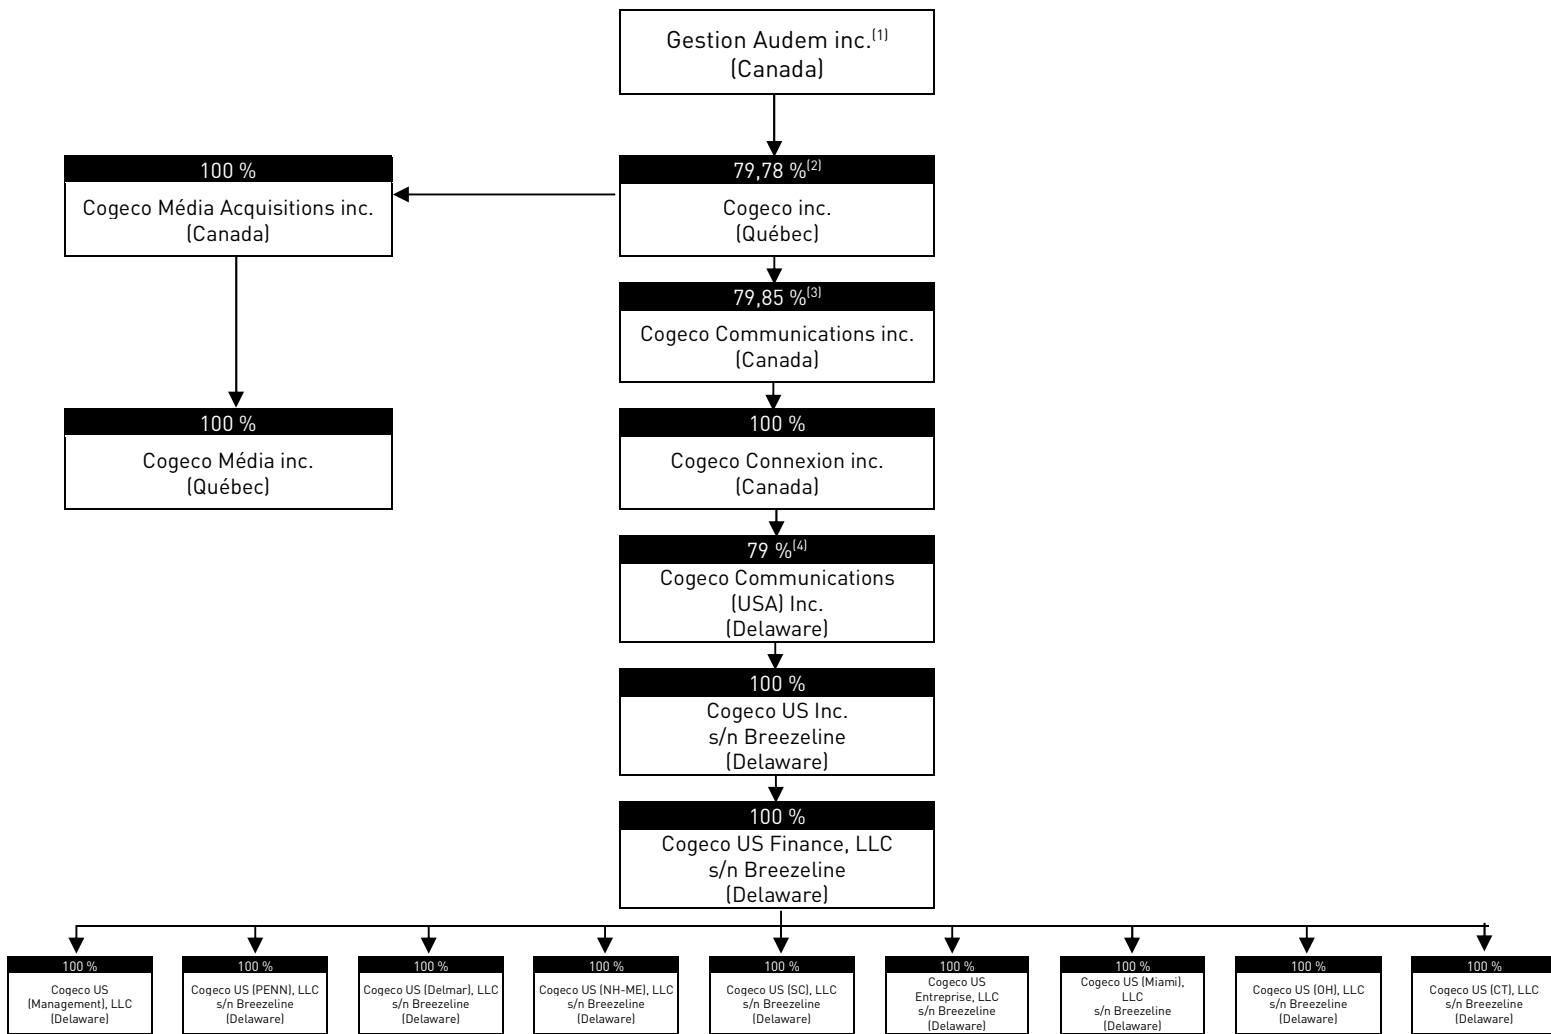 Gestion Audem inc.(1)
(Canada)
100 %
Cogeco Média Acquisitions inc.
(Canada)
79,78 %(2)
Cogeco inc.
(Québec)
79,85 %(3)
Cogeco Communications inc.
(Canada)
100 %
Cogeco Média inc.
(Québec)
100 %
Cogeco Connexion inc.
(Canada)
79 %(4)
Cogeco Communications
(USA) Inc.
(Delaware)
100 %
Cogeco US Inc.
s/n Breezeline
(Delaware)
100 %
Cogeco US Finance, LLC
s/n Breezeline
(Delaware)
100 %
Cogeco US
(Management), LLC
(Delaware)
100 %
Cogeco US (PENN), LLC
s/n Breezeline
(Delaware)
100 %
Cogeco US (Delmar), LLC
s/n Breezeline
(Delaware)
100 %
Cogeco US (NH-ME), LLC
s/n Breezeline
(Delaware)
100 %
Cogeco US (SC), LLC
s/n Breezeline
(Delaware)
100 %
Cogeco US
Entreprise, LLC
s/n Breezeline
(Delaware)
100 %
Cogeco US (Miami),
LLC
s/n Breezeline
(Delaware)
100 %
Cogeco US (OH), LLC
s/n Breezeline
(Delaware)
100 %
Cogeco US (CT), LLC
s/n Breezeline
(Delaware)